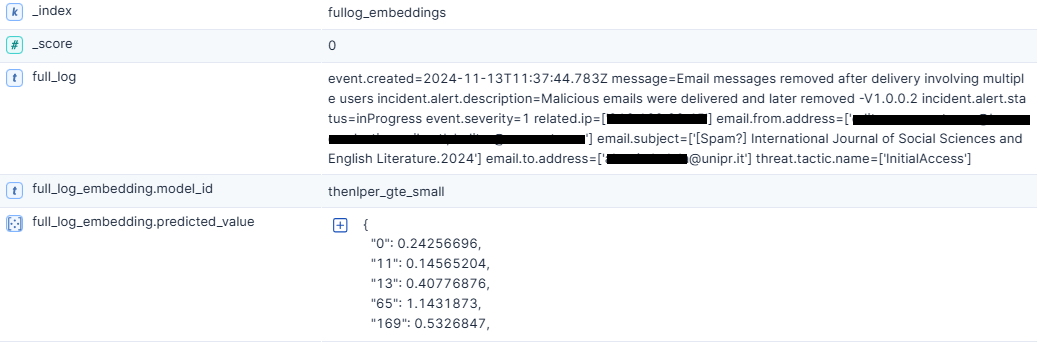 k _index fullog_embeddings
# _score 0
t full_log event.created=2024-11-13T11:37:44.783Z message=Email messages removed after delivery involving multipl
e users incident.alert.description=Malicious emails were delivered and later removed -V1.0.0.2 incident.alert.sta
tus=inProgress event.severity=1 related.ip=[ ] email.from.address=['
'] email.subject=['[Spam?] International Journal of Social Sciences and
English Literature.2024'] email.to.address=[' @unipr.it'] threat.tactic.name=['InitialAccess']
t full_log_embedding.model_id thenlper_gte_small
full_log_embedding.predicted_value {
"0": 0.24256696,
"11": 0.14565204,
"13": 0.40776876,
"65": 1.1431873,
"169": 0.5326847,